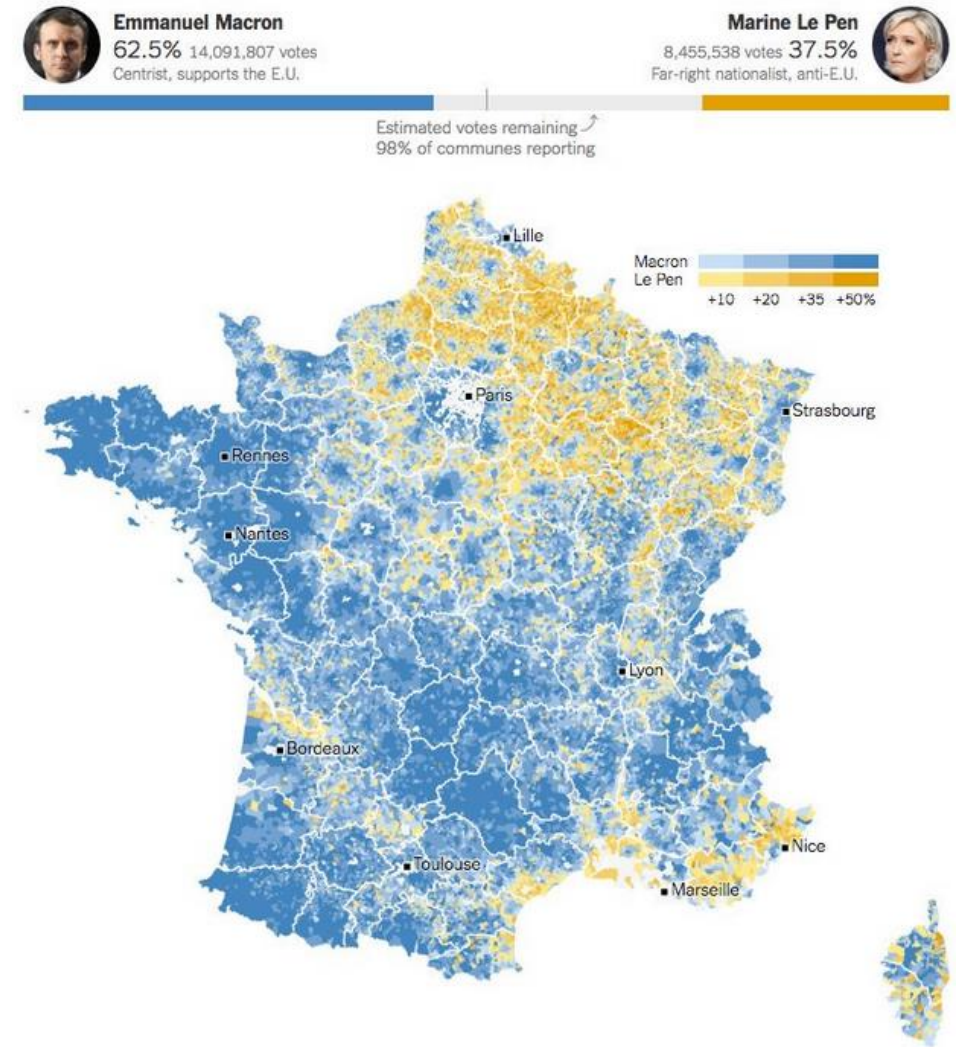 Emmanuel Macron
62.5% 14,091,807 votes
Centrist, supports the E.U.
Marine Le Pen
8,455,538 votes 37.5%
Far-right nationalist, anti-E.U.
Estimated votes remaining
98% of communes reporting
Lille
Macron
Le Pen
+10 +20 +35 +50%
Paris
Strasbourg
Rennes
Nantes
Lyon
Bordeaux
Nice
Toulouse
Marseille